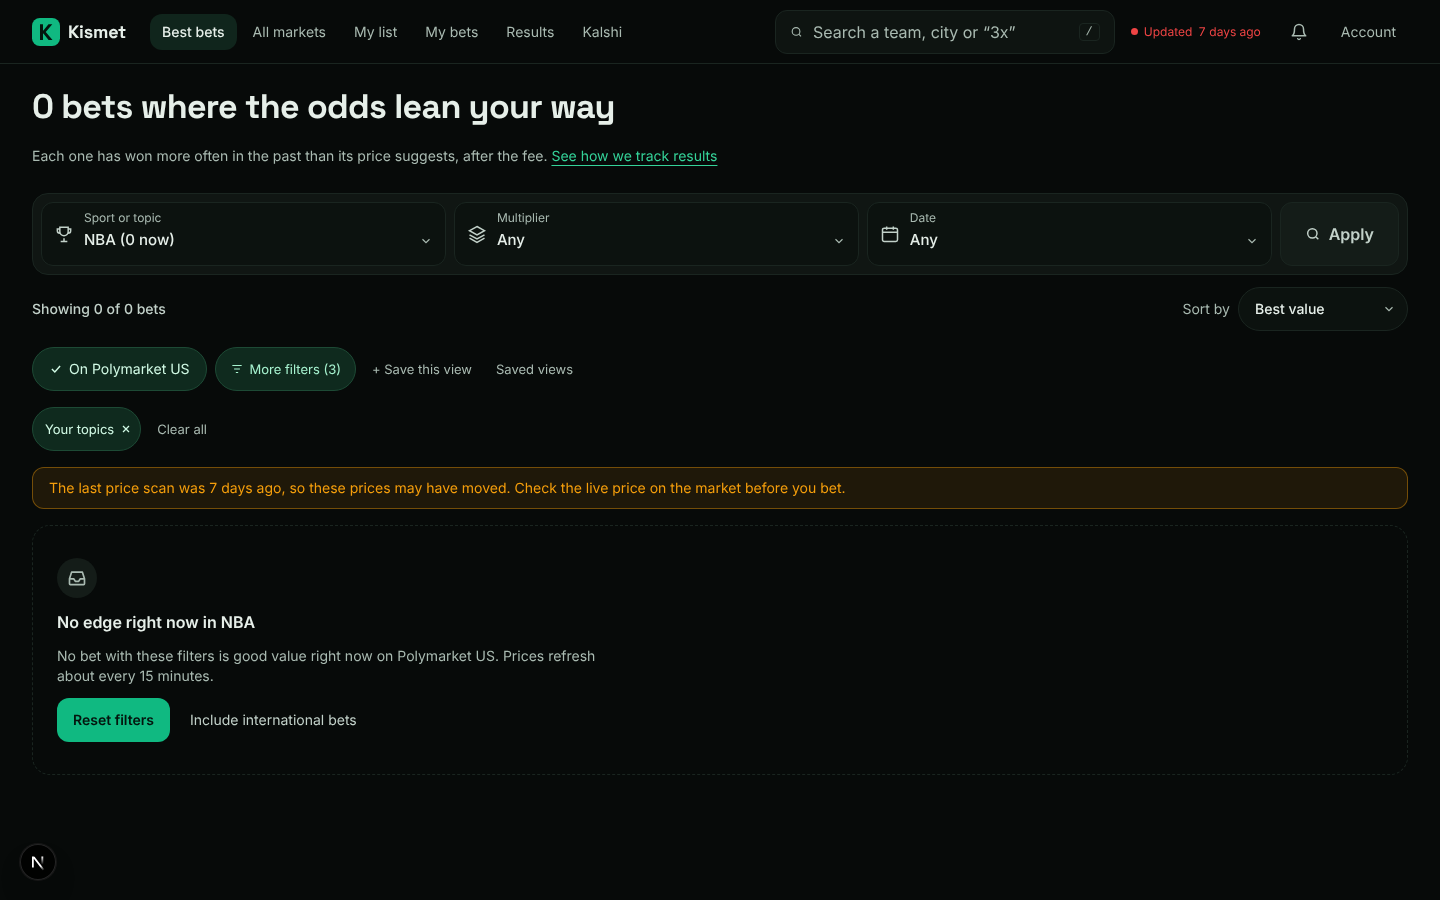 Kismet
Best bets
All markets
My list
My bets
Results
Kalshi
Search a team, city or “3x”
/
Updated 7 days ago
Account
0 bets where the odds lean your way
Each one has won more often in the past than its price suggests, after the fee. See how we track results
Sport or topic
NBA (0 now)
Multiplier
Any
Date
Any
Apply
Showing 0 of 0 bets
Sort by
Best value
On Polymarket US
More filters (3)
+ Save this view
Saved views
Your topics ×
Clear all
The last price scan was 7 days ago, so these prices may have moved. Check the live price on the market before you bet.
No edge right now in NBA
No bet with these filters is good value right now on Polymarket US. Prices refresh
about every 15 minutes.
Reset filters
Include international bets
N